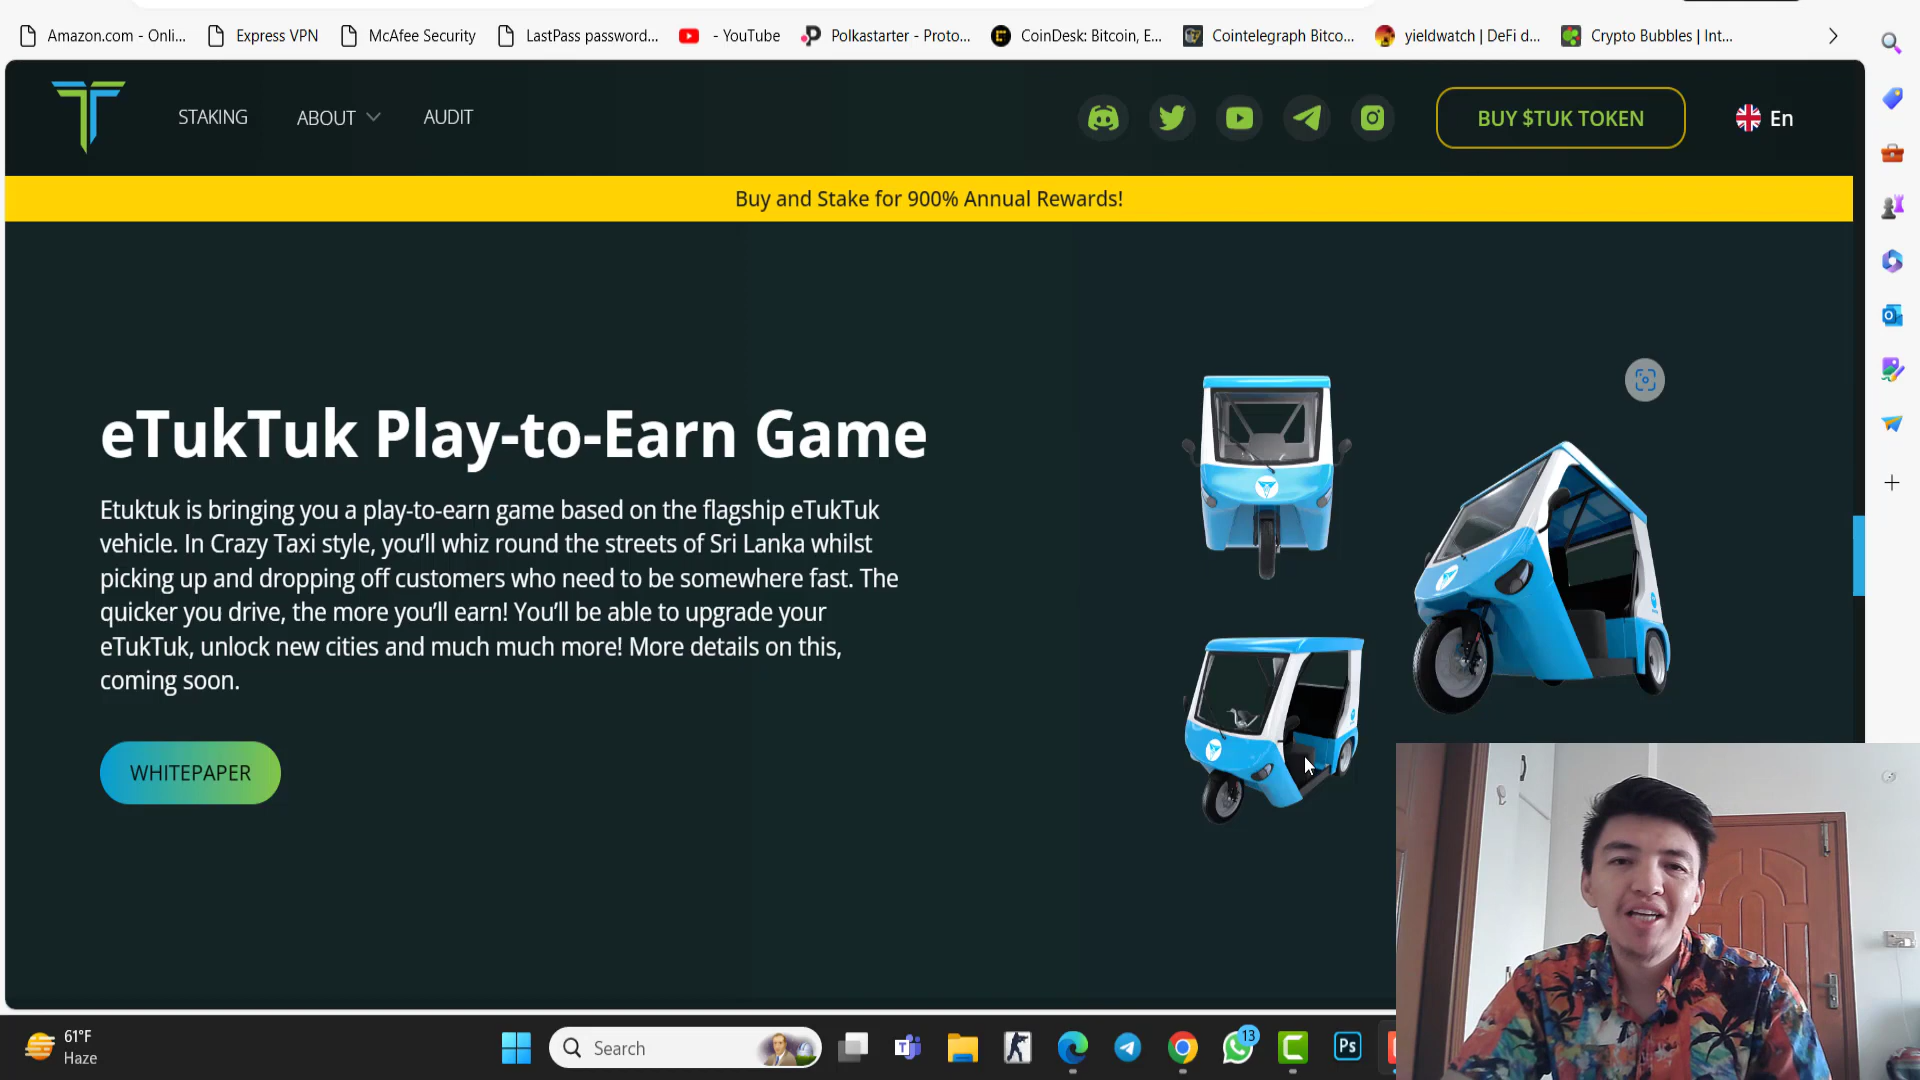 Amazon.com - Onli...
Express VPN
McAfee Security
LastPass password...
- YouTube
Polkastarter - Proto...
CoinDesk: Bitcoin, E...
Cointelegraph Bitco...
yieldwatch | DeFi d...
Crypto Bubbles | Int...
STAKING
ABOUT
AUDIT
BUY $TUK TOKEN
En
Buy and Stake for 900% Annual Rewards!
eTukTuk Play-to-Earn Game
Etuktuk is bringing you a play-to-earn game based on the flagship eTukTuk
vehicle. In Crazy Taxi style, you'll whiz round the streets of Sri Lanka whilst
picking up and dropping off customers who need to be somewhere fast. The
quicker you drive, the more you'll earn! You'll be able to upgrade your
eTukTuk, unlock new cities and much much more! More details on this,
coming soon.
WHITEPAPER
61°F
Haze
Search
13
Ps